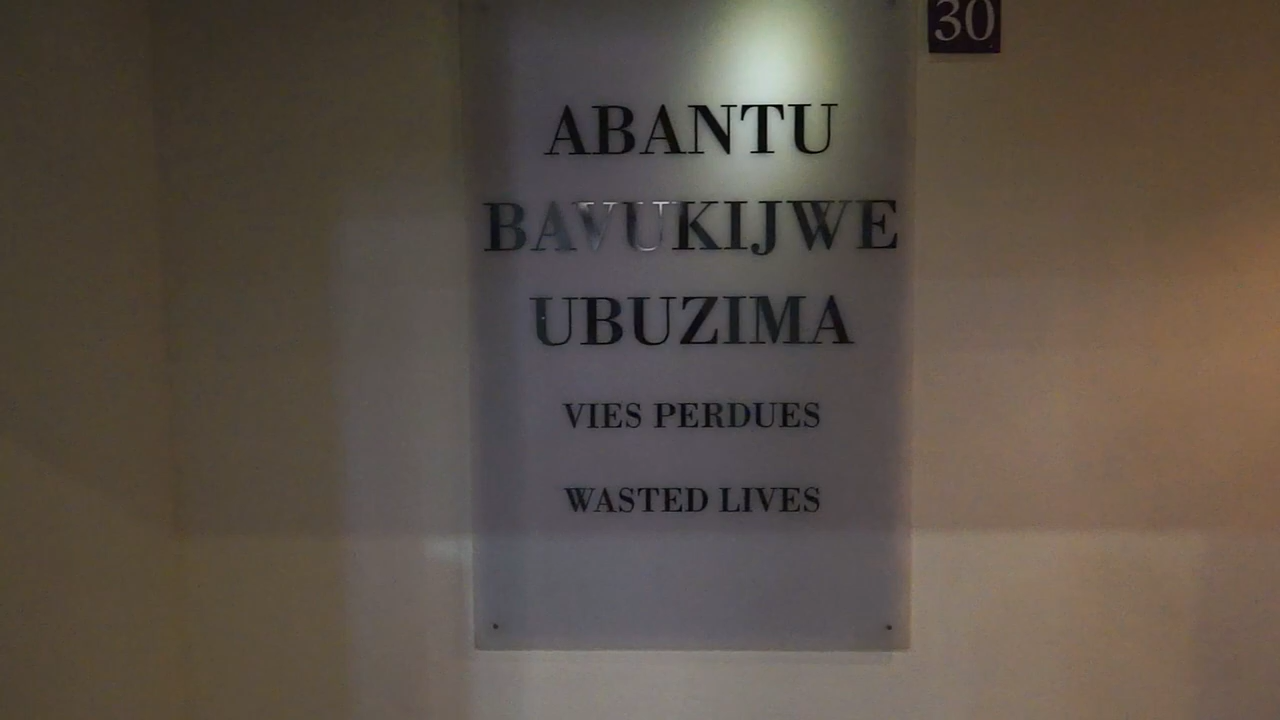 30
ABANTU
BAVUKIJWE
UBUZIMA
VIES PERDUES
WASTED LIVES